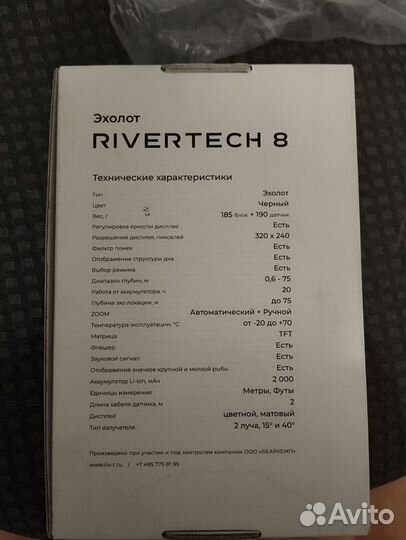 Эхолот
RIVERTECH 8
Технические характеристики
Тип Эхолот
Цвет Черный
Вес, г 185 блок + 190 датчик
Регулировка яркости дисплея Есть
Разрешение дисплея, пикселей 320 x 240
Фильтр помех Есть
Отображение структуры дна Есть
Выбор режима Есть
Диапазон глубин, м 0,6 - 75
Работа от аккумулятора, ч 20
Глубина эхо локации, м до 75
ZOOM Автоматический + Ручной
Температура эксплуатации, °С от -20 до +70
Матрица TFT
Флешер Есть
Звуковой сигнал Есть
Отображение значков крупной и мелкой рыбы Есть
Аккумулятор Li-ion, мАч 2 000
Единицы измерения Метры, Футы
Длина кабеля датчика, м 2
Дисплей цветной, матовый
Тип излучателя 2 луча, 15° и 40°
Произведено при участии и под контролем компании ООО «БЕАРКЕМП»
www.riv-t.ru / +7 495 775 81 95
Avito